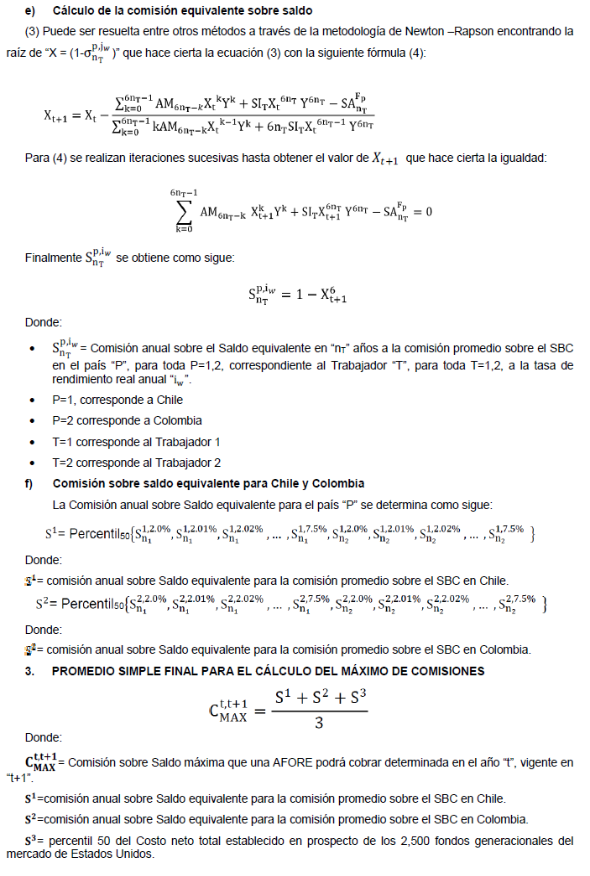 e) Cálculo de la comisión equivalente sobre saldo
(3) Puede ser resuelta entre otros métodos a través de la metodología de Newton –Rapson encontrando la
raíz de "X = (1-σ_{n_T}^{p,i_w})" que hace cierta la ecuación (3) con la siguiente fórmula (4):
X_{t+1} = X_t - \frac{\sum_{k=0}^{6n_T-1} AM_{6n_T-k}X_t^k Y^k + SI_T X_t^{6n_T} Y^{6n_T} - SA_{n_T}^{F_p}}{\sum_{k=0}^{6n_T-1} kAM_{6n_T-k}X_t^{k-1}Y^k + 6n_T SI_T X_t^{6n_T-1} Y^{6n_T}}
Para (4) se realizan iteraciones sucesivas hasta obtener el valor de X_{t+1} que hace cierta la igualdad:
\sum_{k=0}^{6n_T-1} AM_{6n_T-k} X_{t+1}^k Y^k + SI_T X_{t+1}^{6n_T} Y^{6n_T} - SA_{n_T}^{F_p} = 0
Finalmente S_{n_T}^{p,i_w} se obtiene como sigue:
S_{n_T}^{p,i_w} = 1 - X_{t+1}^6
Donde:
• S_{n_T}^{p,i_w} = Comisión anual sobre el Saldo equivalente en "n_T" años a la comisión promedio sobre el SBC
en el país "P", para toda P=1,2, correspondiente al Trabajador "T", para toda T=1,2, a la tasa de
rendimiento real anual "i_w".
• P=1, corresponde a Chile
• P=2 corresponde a Colombia
• T=1 corresponde al Trabajador 1
• T=2 corresponde al Trabajador 2
f) Comisión sobre saldo equivalente para Chile y Colombia
La Comisión anual sobre Saldo equivalente para el país "P" se determina como sigue:
S^1= Percentil_{50}{S_{n_1}^{1,2.0%}, S_{n_1}^{1,2.01%}, S_{n_1}^{1,2.02%}, ... , S_{n_1}^{1,7.5%}, S_{n_2}^{1,2.0%}, S_{n_2}^{1,2.01%}, S_{n_2}^{1,2.02%}, ... , S_{n_2}^{1,7.5%} }
Donde:
S^1= comisión anual sobre Saldo equivalente para la comisión promedio sobre el SBC en Chile.
S^2= Percentil_{50}{S_{n_1}^{2,2.0%}, S_{n_1}^{2,2.01%}, S_{n_1}^{2,2.02%}, ... , S_{n_1}^{2,7.5%}, S_{n_2}^{2,2.0%}, S_{n_2}^{2,2.01%}, S_{n_2}^{2,2.02%}, ... , S_{n_2}^{2,7.5%} }
Donde:
S^2= comisión anual sobre Saldo equivalente para la comisión promedio sobre el SBC en Colombia.
3. PROMEDIO SIMPLE FINAL PARA EL CÁLCULO DEL MÁXIMO DE COMISIONES
C_{MAX}^{t,t+1} = \frac{S^1 + S^2 + S^3}{3}
Donde:
C_{MAX}^{t,t+1}= Comisión sobre Saldo máxima que una AFORE podrá cobrar determinada en el año "t", vigente en
"t+1".
S^1=comisión anual sobre Saldo equivalente para la comisión promedio sobre el SBC en Chile.
S^2=comisión anual sobre Saldo equivalente para la comisión promedio sobre el SBC en Colombia.
S^3= percentil 50 del Costo neto total establecido en prospecto de los 2,500 fondos generacionales del
mercado de Estados Unidos.